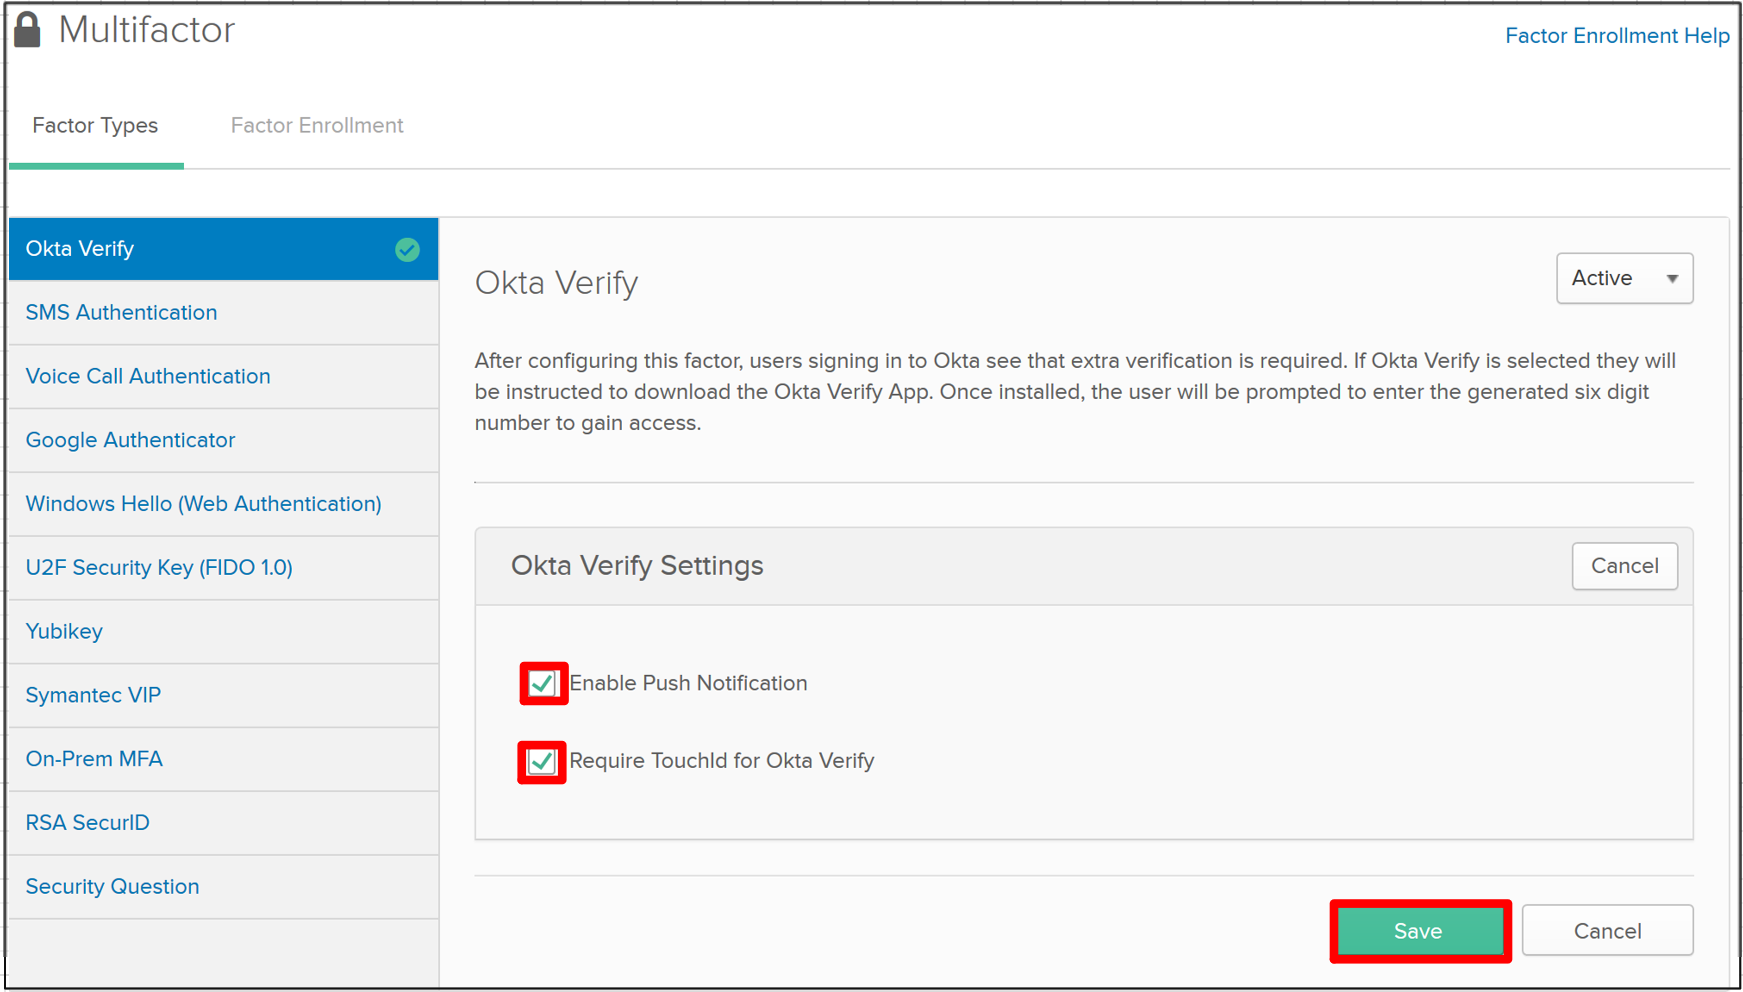 Multifactor
Factor Enrollment Help
Factor Types
Factor Enrollment
Okta Verify
SMS Authentication
Voice Call Authentication
Google Authenticator
Windows Hello (Web Authentication)
U2F Security Key (FIDO 1.0)
Yubikey
Symantec VIP
On-Prem MFA
RSA SecurID
Security Question
Okta Verify
Active
After configuring this factor, users signing in to Okta see that extra verification is required. If Okta Verify is selected they will
be instructed to download the Okta Verify App. Once installed, the user will be prompted to enter the generated six digit
number to gain access.
Okta Verify Settings
Cancel
Enable Push Notification
Require TouchId for Okta Verify
Save
Cancel